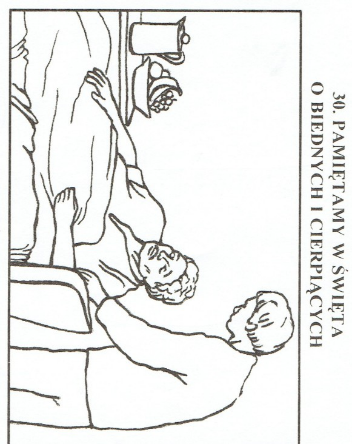 30. PAMIĘTAMY W ŚWIĘTA
O BIEDNYCH I CIERPIĄCYCH